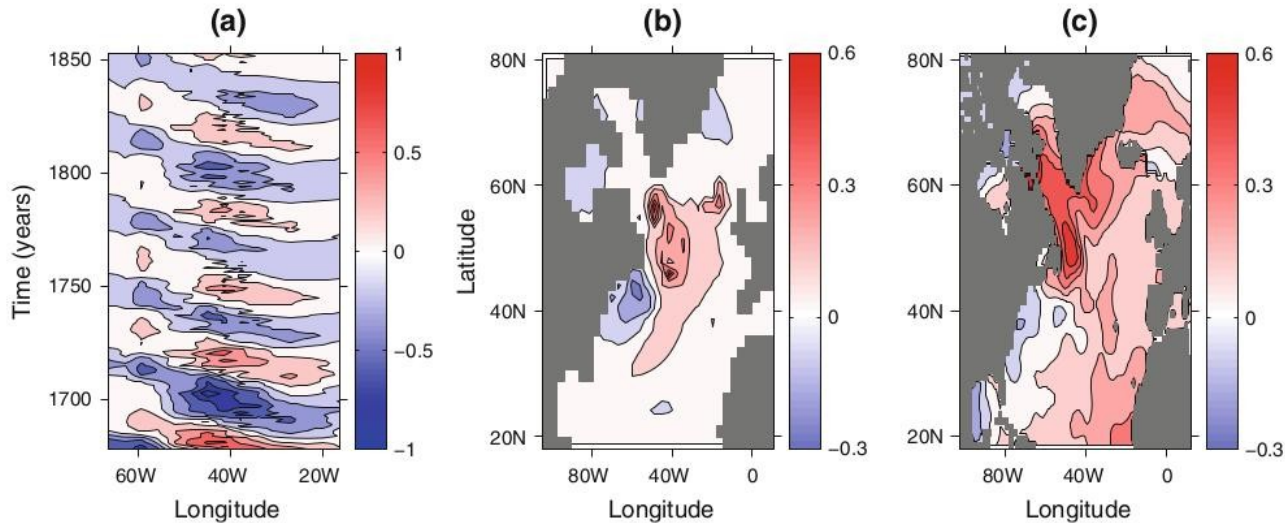 (a)
(b)
(c)
1850
1800
1750
1700
Time (years)
60W
40W
20W
Longitude
1
0.5
0
−0.5
−1
80N
60N
40N
20N
Latitude
80W
40W
0
Longitude
0.6
0.3
0
−0.3
80N
60N
40N
20N
80W
40W
0
Longitude
0.6
0.3
0
−0.3